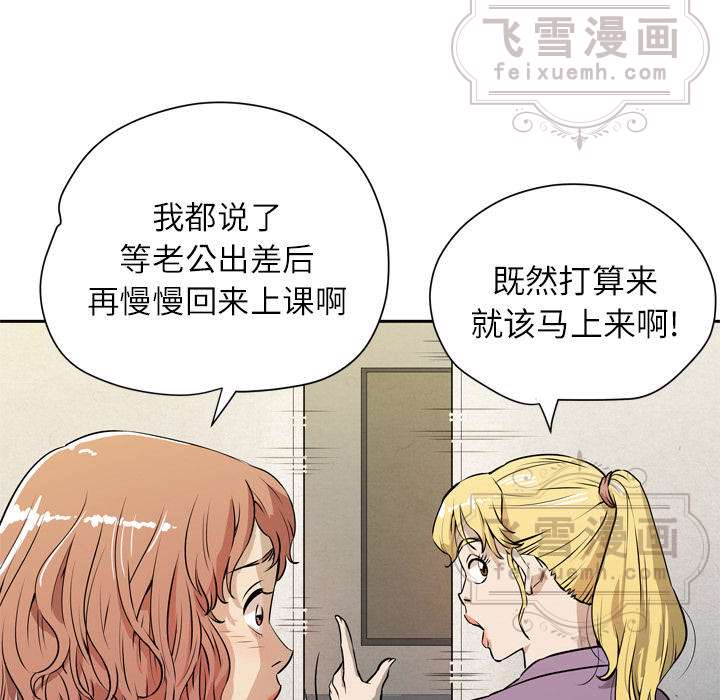 飞雪漫画
feixuemh.com
我都说了
等老公出差后
再慢慢回来上课啊
既然打算来
就该马上来啊!
飞雪漫画
feixuemh.com